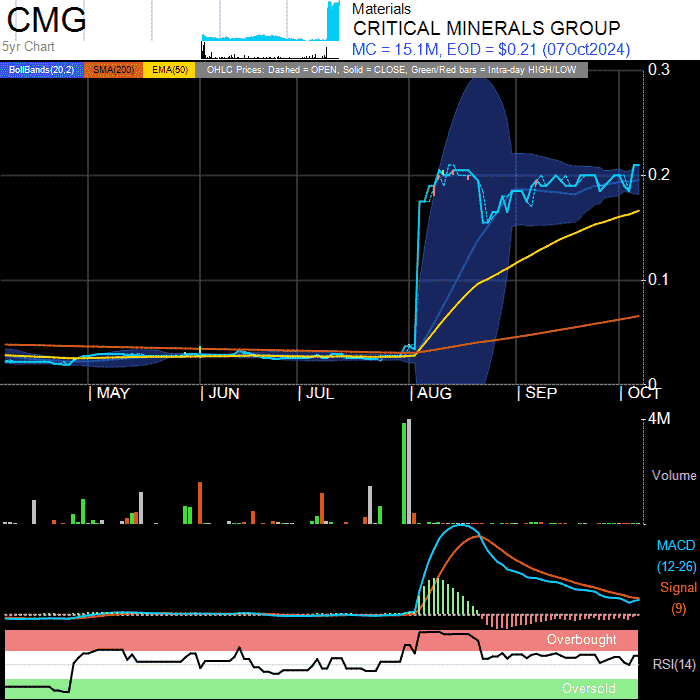 CMG
5yr Chart
Materials
CRITICAL MINERALS GROUP
MC = 15.1M, EOD = $0.21 (07Oct2024)
BollBands(20,2) SMA(200) EMA(50) OHLC Prices: Dashed = OPEN, Solid = CLOSE, Green/Red bars = Intra-day HIGH/LOW
0.3
0.2
0.1
0
| MAY | JUN | JUL | AUG | SEP | OCT
4M
Volume
MACD
(12-26)
Signal
(9)
Overbought
RSI(14)
Oversold